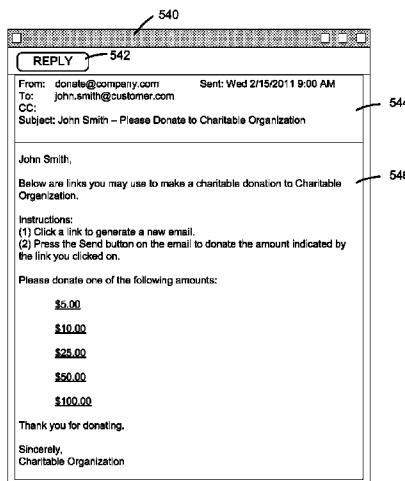 540
REPLY
542
From: donate@company.com Sent: Wed 2/15/2011 9:00 AM
To: john.smith@customer.com
544
CC:
Subject: John Smith – Please Donate to Charitable Organization
John Smith,
Below are links you may use to make a charitable donation to Charitable
Organization.
Instructions:
(1) Click a link to generate a new email.
(2) Press the Send button on the email to donate the amount indicated by
the link you clicked on.
Please donate one of the following amounts:
$5.00
$10.00
$25.00
$50.00
$100.00
Thank you for donating.
Sincerely,
Charitable Organization